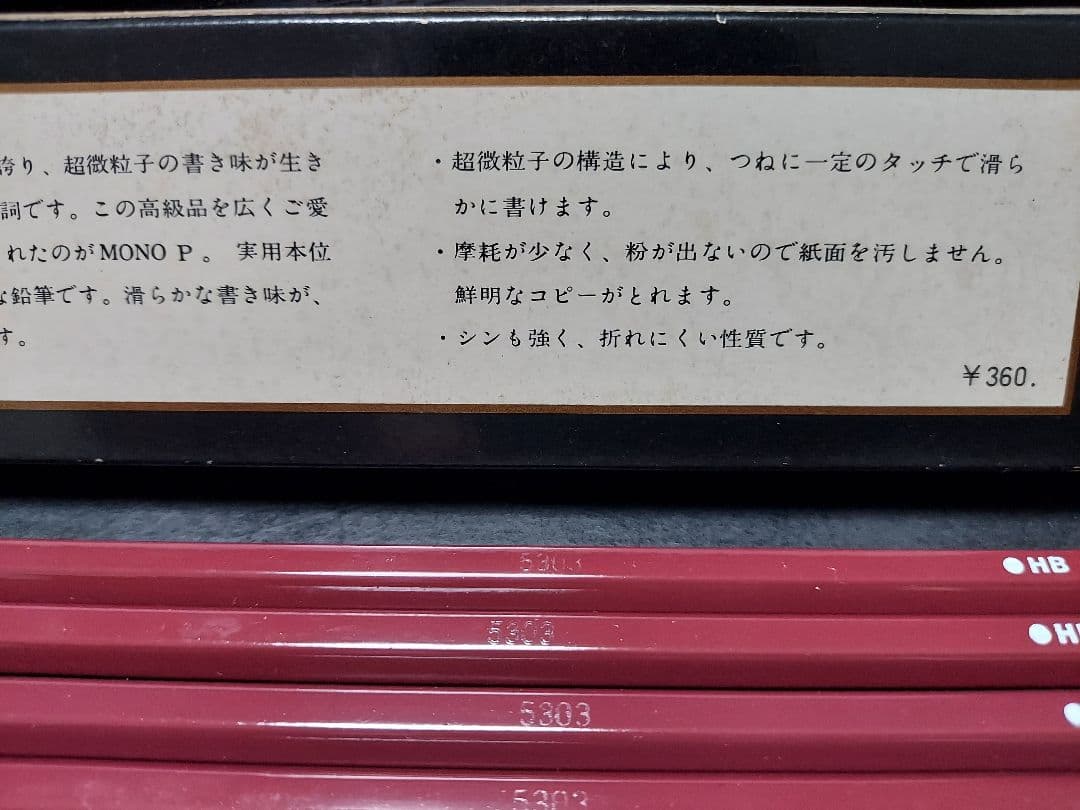 誇り、超微粒子の書き味が生き
詞です。この高級品を広くご愛
れたのがMONO P。 実用本位
な鉛筆です。滑らかな書き味が、
す。
・超微粒子の構造により、つねに一定のタッチで滑ら
かに書けます。
・摩耗が少なく、粉が出ないので紙面を汚しません。
鮮明なコピーがとれます。
・シンも強く、折れにくい性質です。
￥360.
5303
●HB
5303
●HB
5303
5303